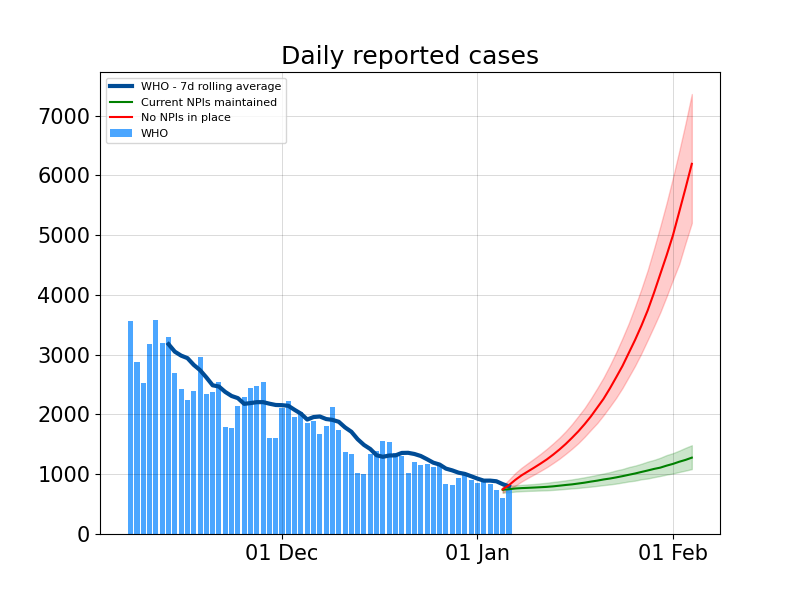 Daily reported cases
WHO - 7d rolling average
Current NPIs maintained
No NPIs in place
WHO
7000
6000
5000
4000
3000
2000
1000
0
01 Dec
01 Jan
01 Feb